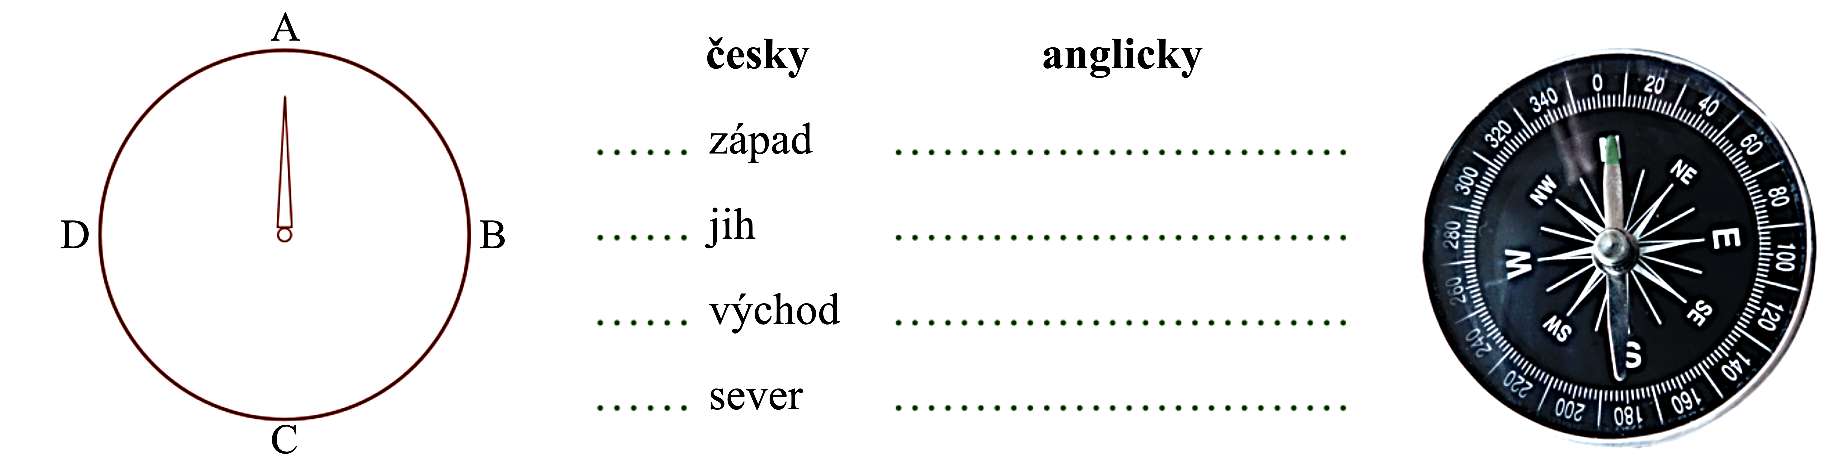 A
D
B
C
česky anglicky
...... západ ............................
...... jih ............................
...... východ ............................
...... sever ............................
0 20 40 60 80 100 120 140 160 180 200 220 240 260 280 300 320 340
NE
E
SE
S
SW
W
NW